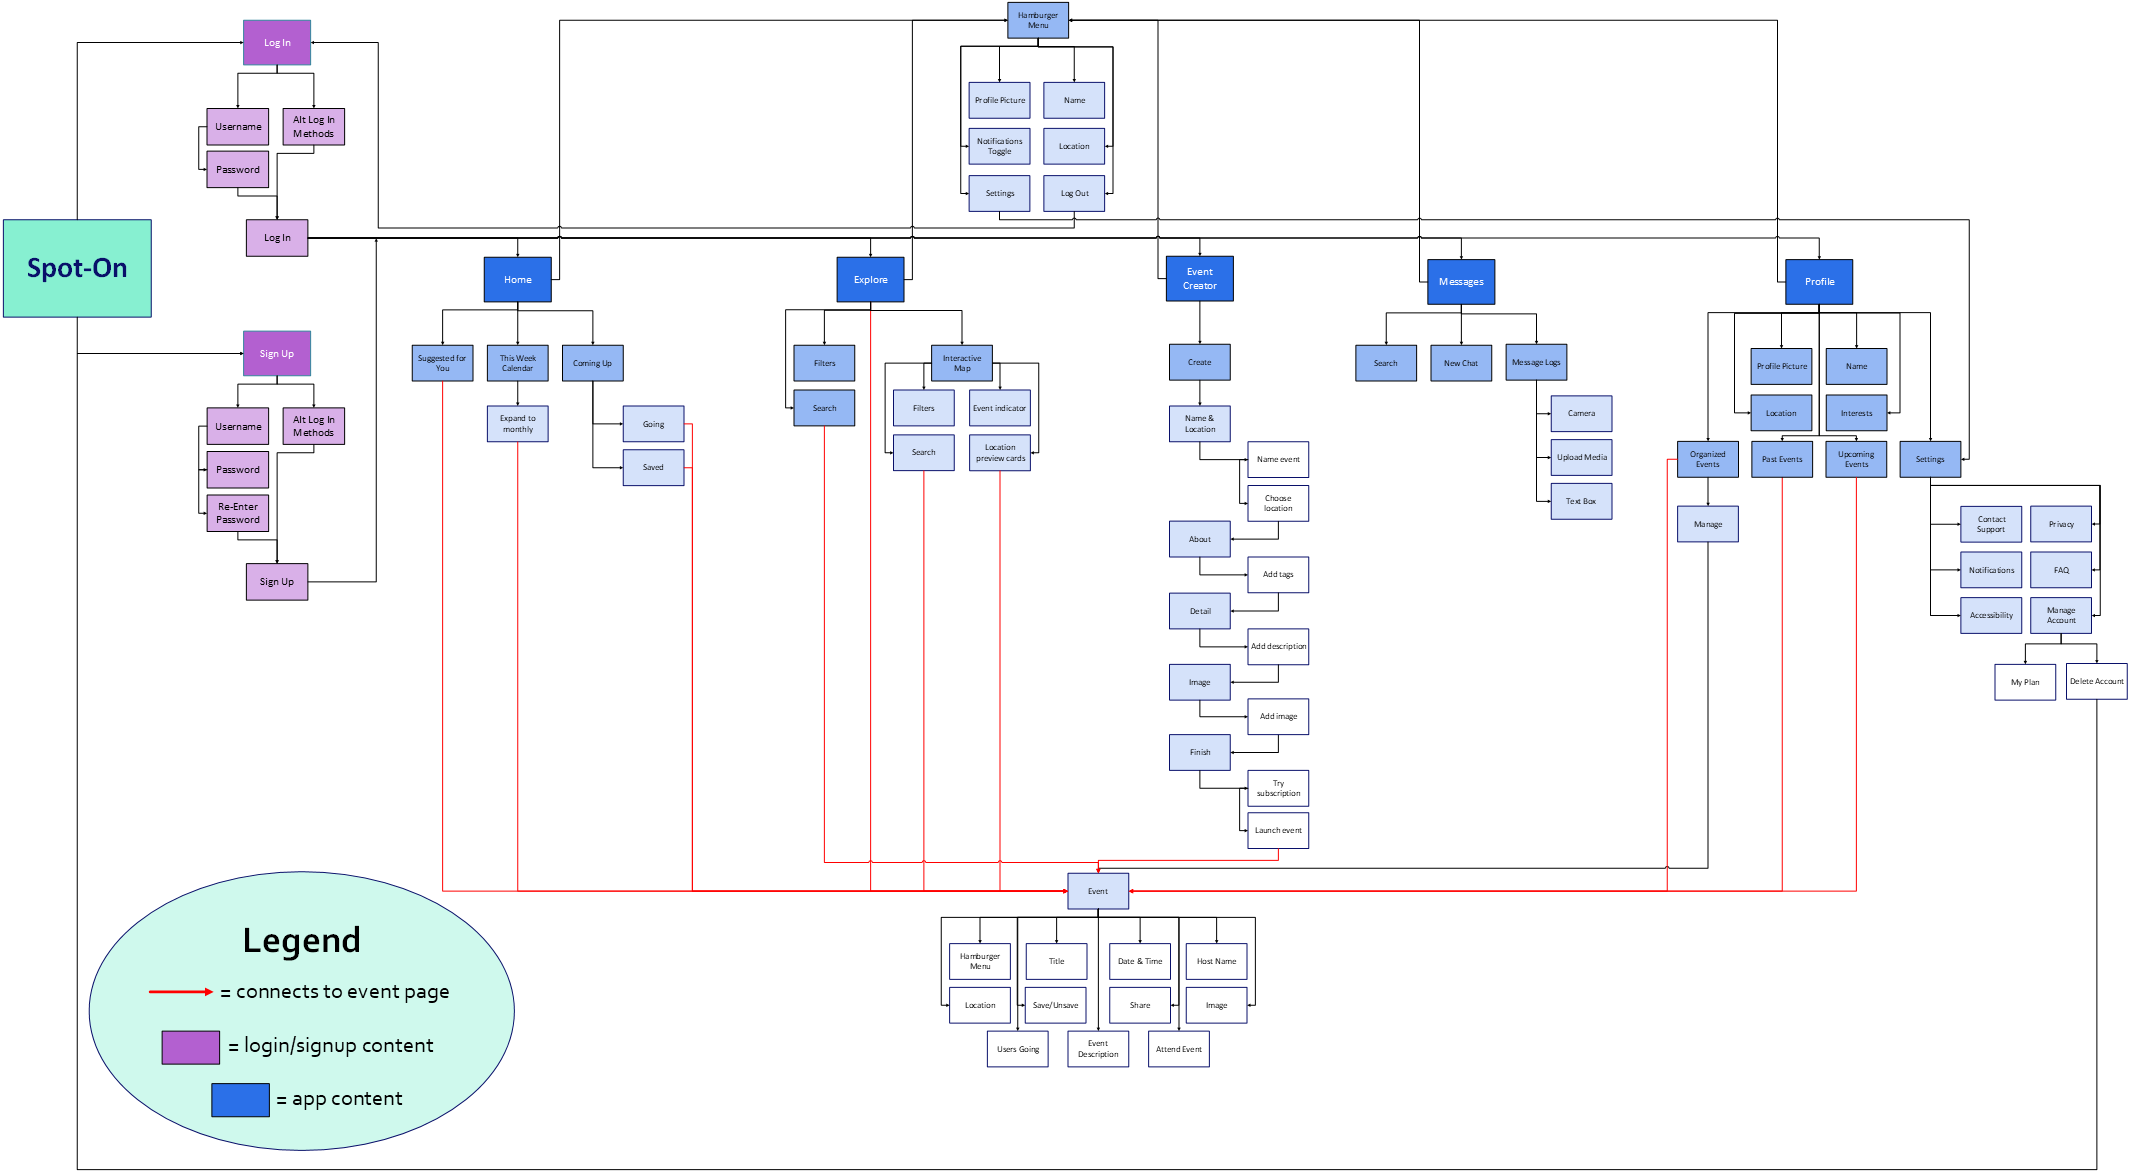 Hamburger
Menu
Profile Picture
Name
Notifications
Toggle
Location
Settings
Log Out
Log In
Username
Alt Log In
Methods
Password
Log In
Spot-On
Sign Up
Username
Alt Log In
Methods
Password
Re-Enter
Password
Sign Up
Home
Suggested for
You
This Week
Calendar
Coming Up
Expand to
monthly
Going
Saved
Explore
Filters
Search
Interactive
Map
Filters
Event indicator
Search
Location
preview cards
Event
Creator
Create
Name &
Location
Name event
Choose
location
About
Add tags
Detail
Add description
Image
Add image
Finish
Try
subscription
Launch event
Messages
Search
New Chat
Message Logs
Camera
Upload Media
Text Box
Profile
Profile Picture
Name
Location
Interests
Organized
Events
Past Events
Upcoming
Events
Settings
Manage
Contact
Support
Privacy
Notifications
FAQ
Accessibility
Manage
Account
My Plan
Delete Account
Event
Hamburger
Menu
Title
Date & Time
Host Name
Location
Save/Unsave
Share
Image
Users Going
Event
Description
Attend Event
Legend
= connects to event page
= login/signup content
= app content